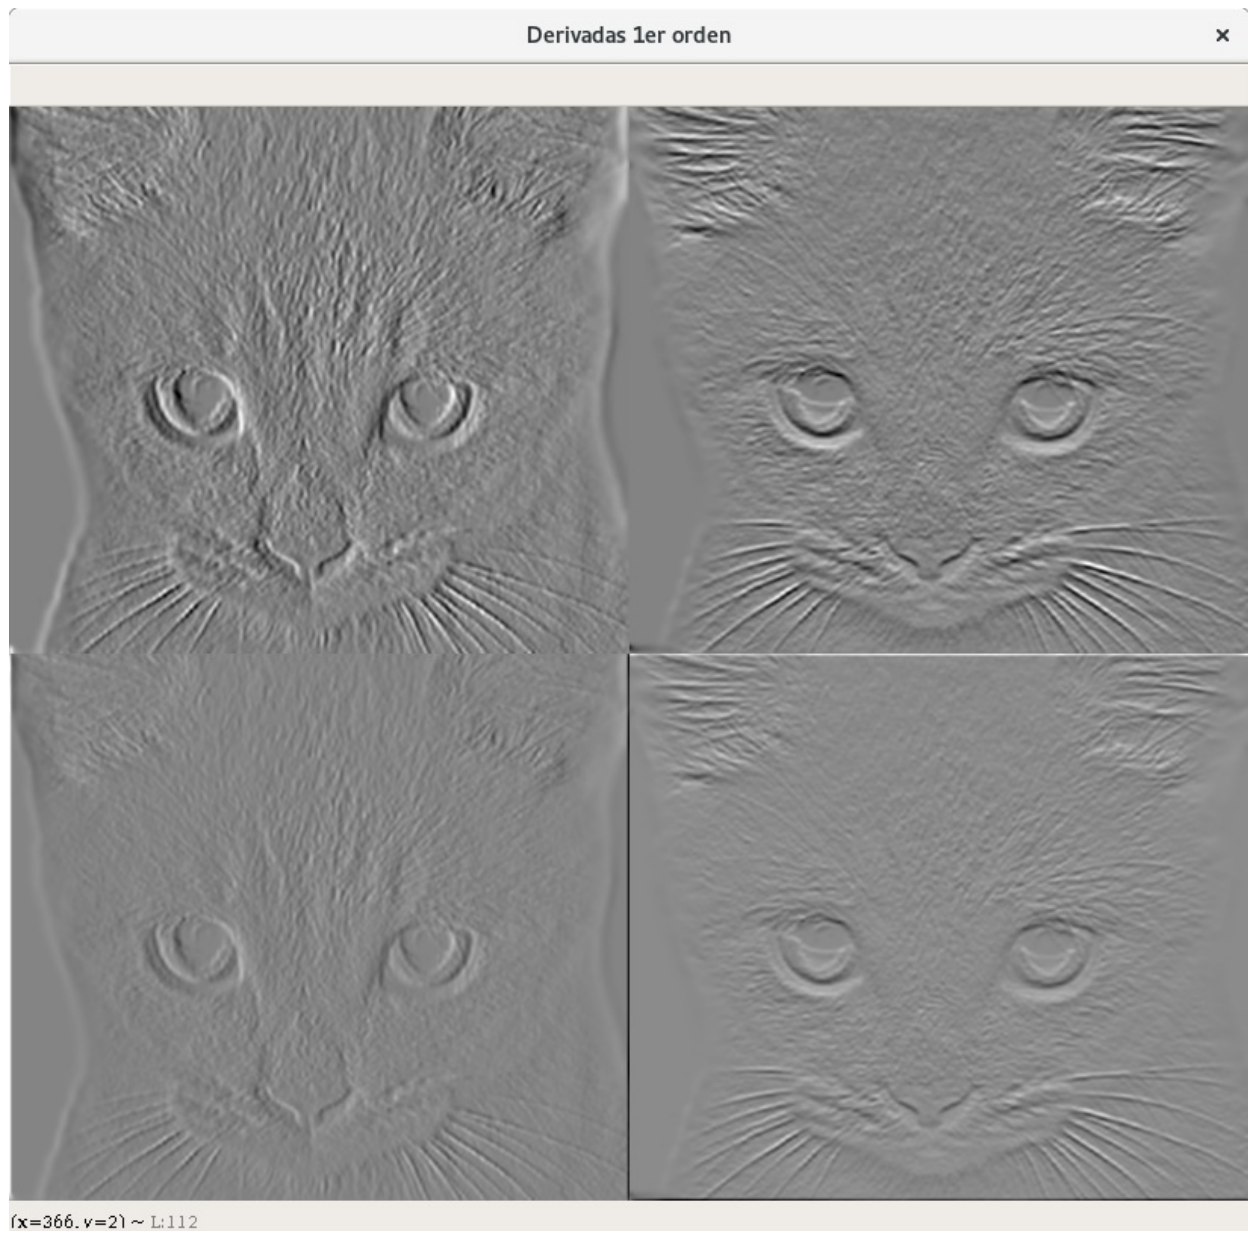 Derivadas 1er orden
(x=366, y=2) ~ L:112